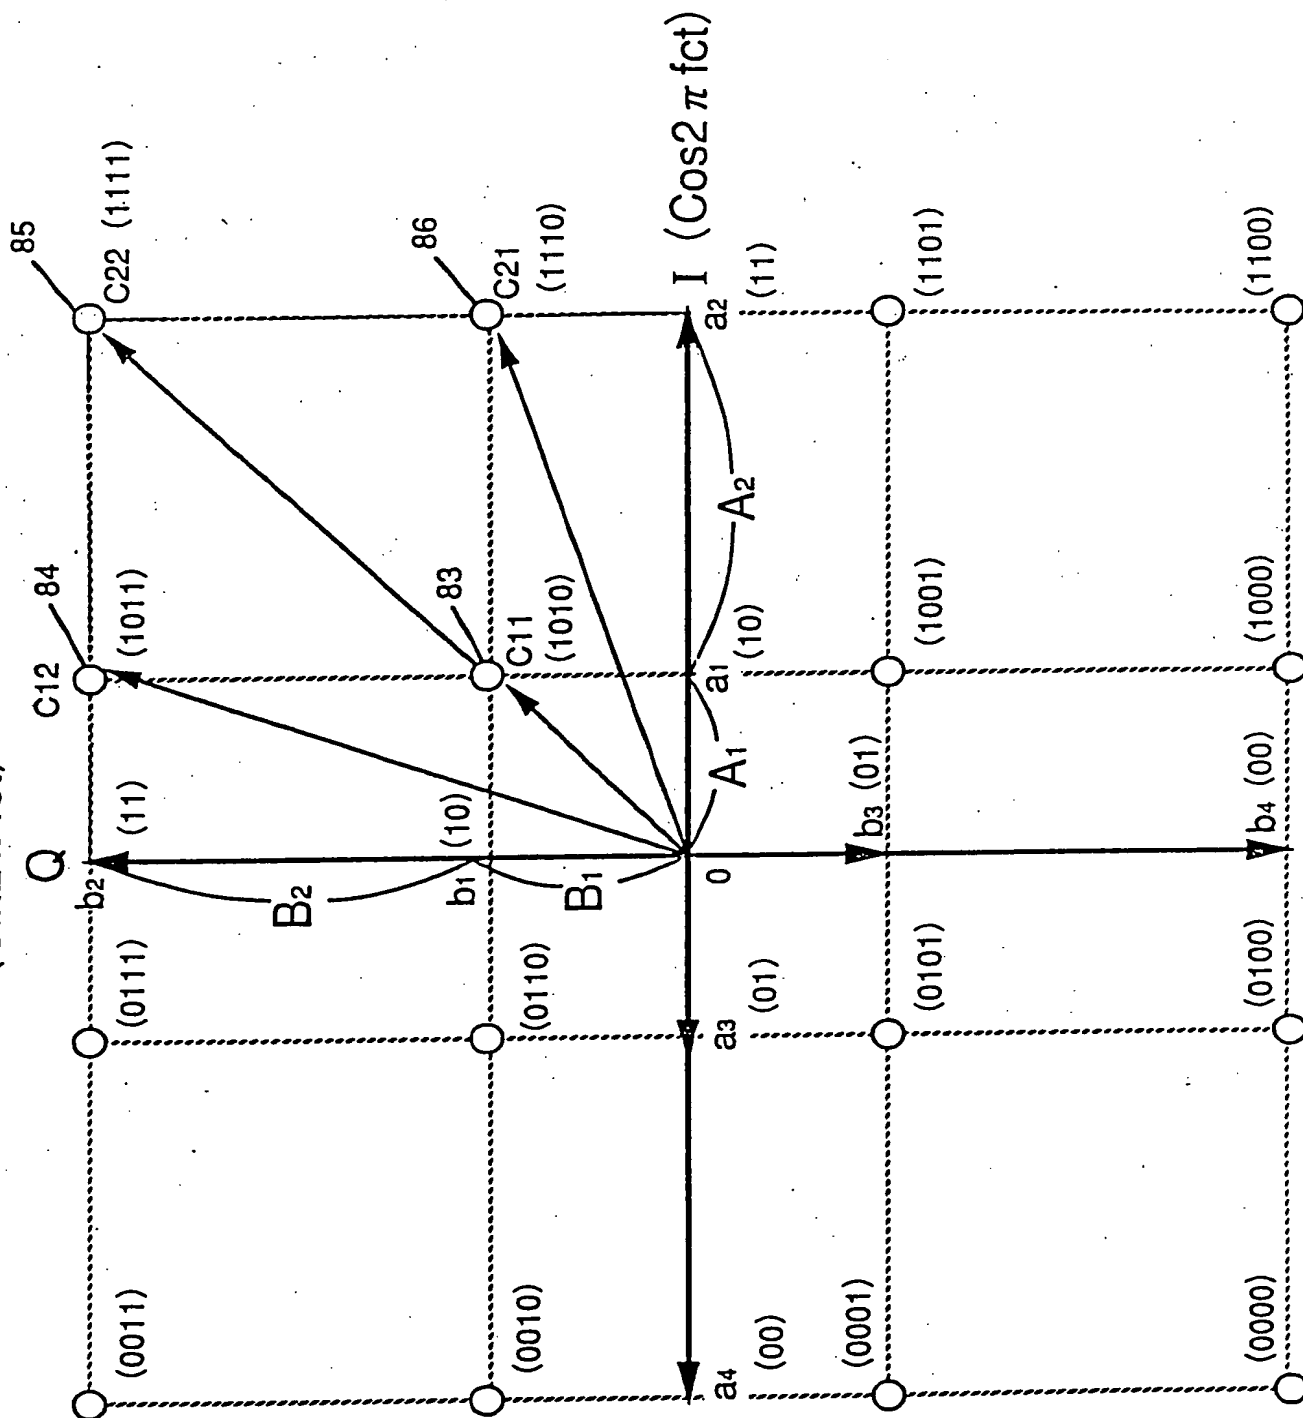 Q
C12
84
85
b2
(11)
(1011)
C22 (1111)
(0011)
(0111)
B2
83
86
b1
(10)
C11
(1010)
C21
(1110)
(0010)
(0110)
B1
0
A1
A2
a4
(00)
a3
(01)
a1
(10)
a2
(11)
I (Cos2 π fct)
(0001)
(0101)
b3 (01)
(1001)
(1101)
(0000)
(0100)
b4 (00)
(1000)
(1100)